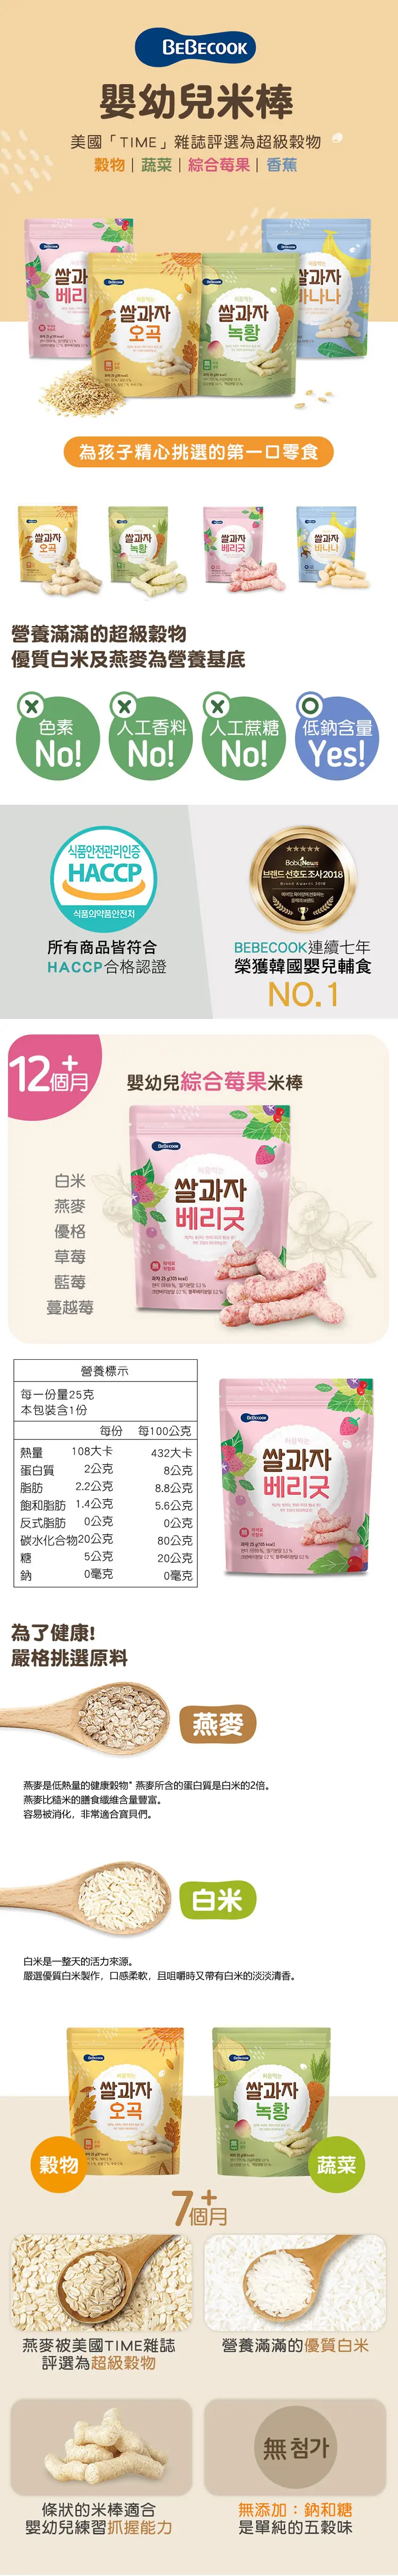 BEBECOOK
嬰幼兒米棒
美國「TIME」雜誌評選為超級穀物
穀物|蔬菜|綜合莓果|香蕉
쌀과자
베리
쌀과자
오곡
쌀과자
녹황
쌀과자
바나나
為孩子精心挑選的第一口零食
쌀과자
오곡
쌀과자
녹황
쌀과자
베리굿
쌀과자
바나나
營養滿滿的超級穀物
優質白米及燕麥為營養基底
色素
No!
人工香料
No!
人工蔗糖
No!
低鈉含量
Yes!
식품안전관리인증
HACCP
식품의약품안전처
所有商品皆符合
HACCP合格認證
BabyNews
브랜드 선호도 조사 2018
Brand Awards 2018
BEBECOOK連續七年
榮獲韓國嬰兒輔食
NO.1
12+個月
嬰幼兒綜合莓果米棒
白米
燕麥
優格
草莓
藍莓
蔓越莓
BEBECOOK
처음먹는
쌀과자
베리굿
과자 25 g(105 kcal)
營養標示
每一份量25克
本包裝含1份
每份 每100公克
熱量 108大卡 432大卡
蛋白質 2公克 8公克
脂肪 2.2公克 8.8公克
飽和脂肪 1.4公克 5.6公克
反式脂肪 0公克 0公克
碳水化合物20公克 80公克
糖 5公克 20公克
鈉 0毫克 0毫克
BEBECOOK
처음먹는
쌀과자
베리굿
과자 25 g(105 kcal)
為了健康!
嚴格挑選原料
燕麥
燕麥是低熱量的健康穀物" 燕麥所含的蛋白質是白米的2倍。
燕麥比糙米的膳食纖維含量豐富。
容易被消化，非常適合寶貝們。
白米
白米是一整天的活力來源。
嚴選優質白米製作，口感柔軟，且咀嚼時又帶有白米的淡淡清香。
쌀과자
오곡
穀物
쌀과자
녹황
蔬菜
7+個月
燕麥被美國TIME雜誌
評選為超級穀物
營養滿滿的優質白米
無 첨가
條狀的米棒適合
嬰幼兒練習抓握能力
無添加：鈉和糖
是單純的五穀味